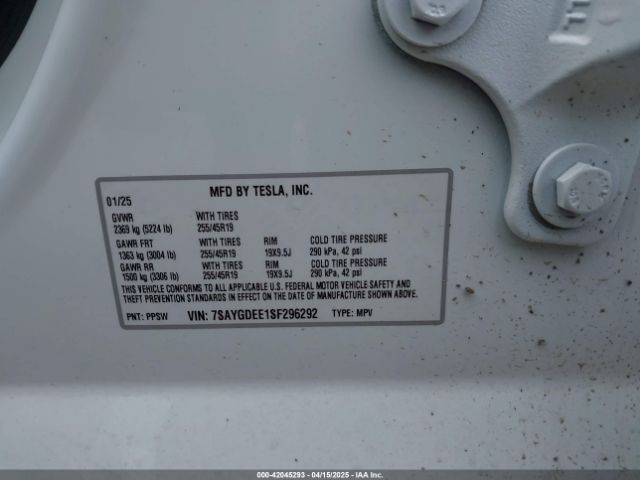 01/25 MFD BY TESLA, INC.
GVWR WITH TIRES
2369 kg (5224 lb) 255/45R19
GAWR FRT WITH TIRES RIM COLD TIRE PRESSURE
1363 kg (3004 lb) 255/45R19 19X9.5J 290 kPa, 42 psi
GAWR RR WITH TIRES RIM COLD TIRE PRESSURE
1500 kg (3306 lb) 255/45R19 19X9.5J 290 kPa, 42 psi
THIS VEHICLE CONFORMS TO ALL APPLICABLE U.S. FEDERAL MOTOR VEHICLE SAFETY AND
THEFT PREVENTION STANDARDS IN EFFECT ON THE DATE OF MANUFACTURE SHOWN ABOVE.
PNT: PPSW VIN: 7SAYGDEE1SF296292 TYPE: MPV
000-42045293 - 04/15/2025 - IAA Inc.